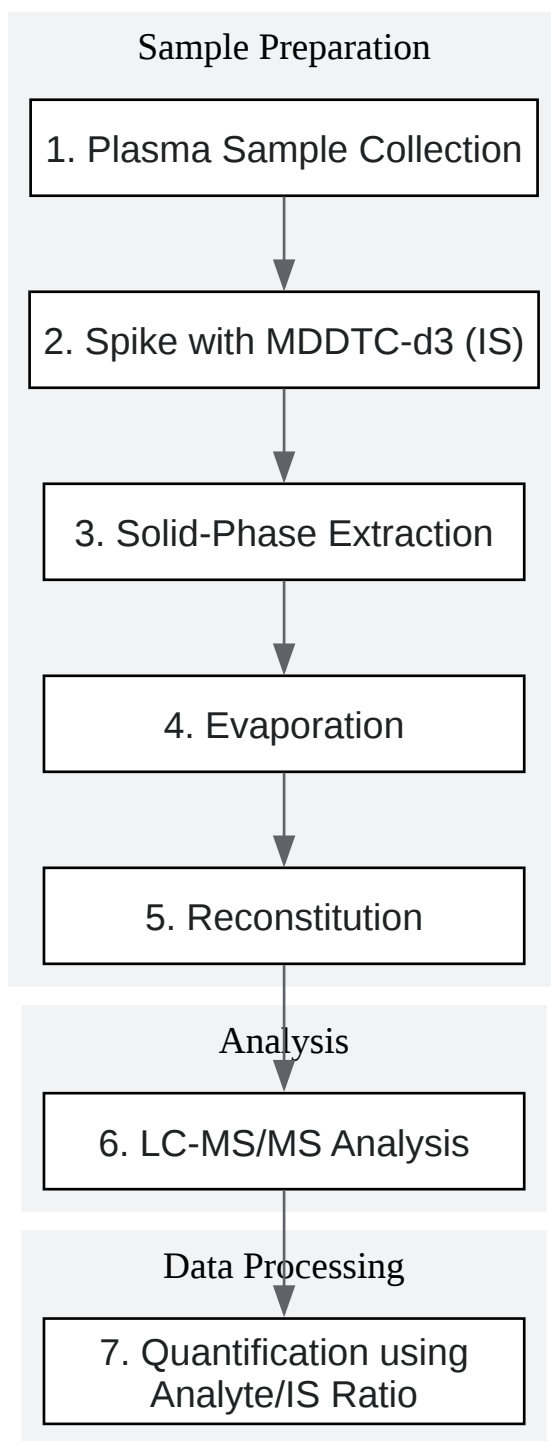 Sample Preparation
1. Plasma Sample Collection
2. Spike with MDDTC-d3 (IS)
3. Solid-Phase Extraction
4. Evaporation
5. Reconstitution
Analysis
6. LC-MS/MS Analysis
Data Processing
7. Quantification using
Analyte/IS Ratio